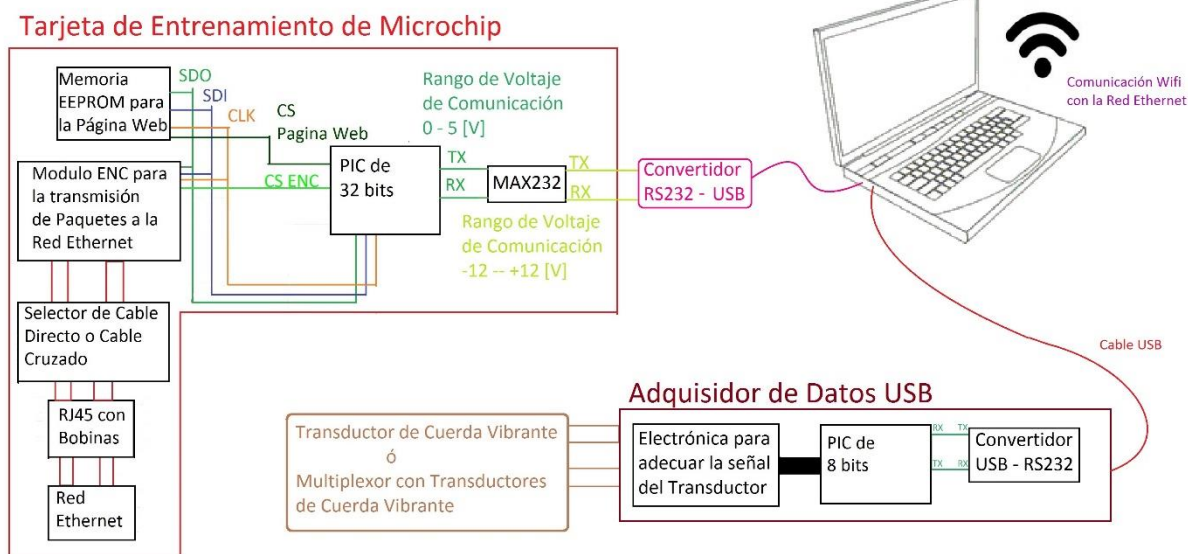 Tarjeta de Entrenamiento de Microchip
Memoria
EEPROM para
la Página Web
SDO
SDI
CLK
CS
Pagina Web
Rango de Voltaje
de Comunicación
0 - 5 [V]
Modulo ENC para
la transmisión
de Paquetes a la
Red Ethernet
CS ENC
PIC de
32 bits
TX
RX
MAX232
TX
RX
Convertidor
RS232 - USB
Rango de Voltaje
de Comunicación
-12 -- +12 [V]
Comunicación Wifi
con la Red Ethernet
Selector de Cable
Directo o Cable
Cruzado
RJ45 con
Bobinas
Red
Ethernet
Cable USB
Adquisidor de Datos USB
Transductor de Cuerda Vibrante
ó
Multiplexor con Transductores
de Cuerda Vibrante
Electrónica para
adecuar la señal
del Transductor
PIC de
8 bits
RX TX
TX RX
Convertidor
USB - RS232